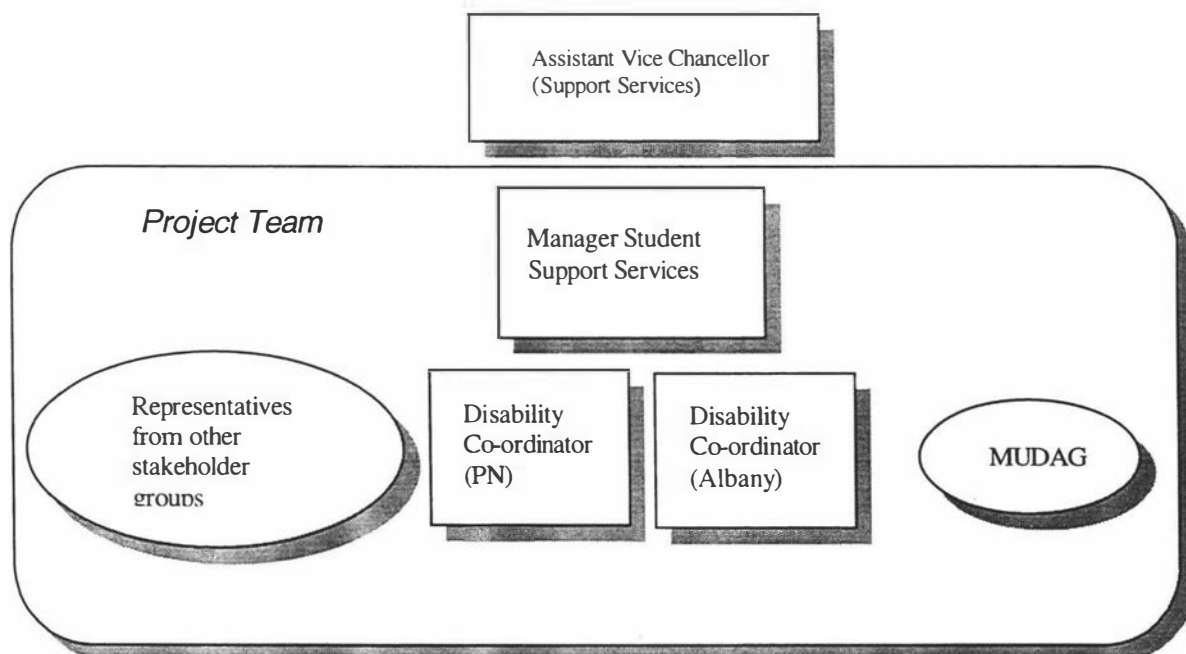 Assistant Vice Chancellor
(Support Services)
Project Team
Manager Student
Support Services
Representatives
from other
stakeholder
groups
Disability
Co-ordinator
(PN)
Disability
Co-ordinator
(Albany)
MUDAG